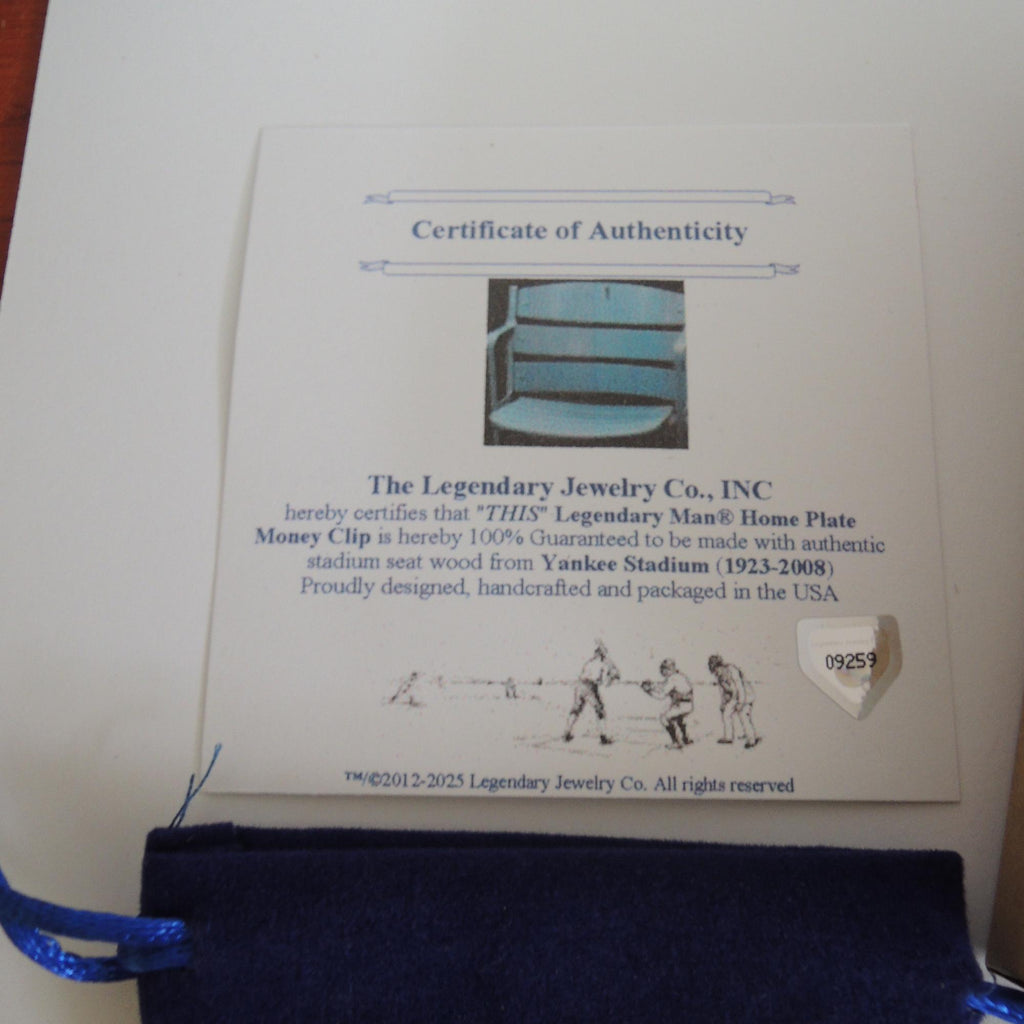 Certificate of Authenticity
The Legendary Jewelry Co., INC
hereby certifies that "THIS" Legendary Man® Home Plate
Money Clip is hereby 100% Guaranteed to be made with authentic
stadium seat wood from Yankee Stadium (1923-2008)
Proudly designed, handcrafted and packaged in the USA
09259
™/©2012-2025 Legendary Jewelry Co. All rights reserved